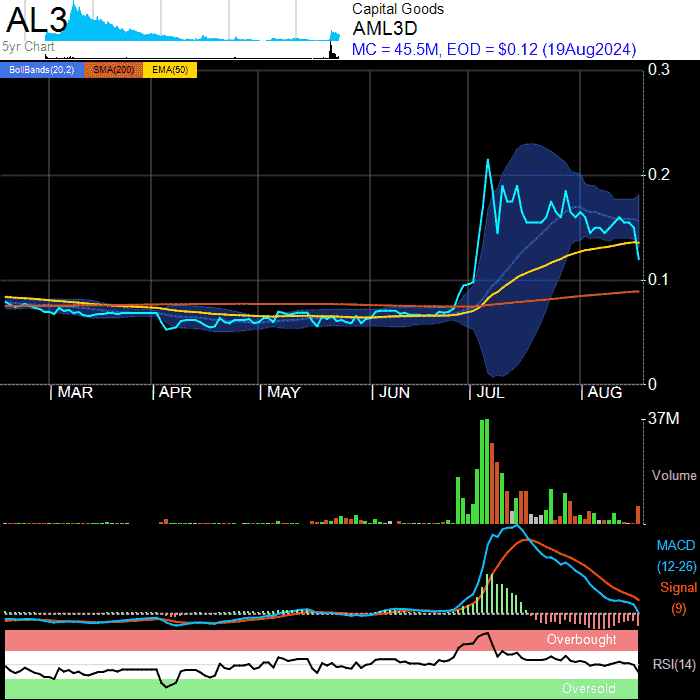 AL3
5yr Chart
Capital Goods
AML3D
MC = 45.5M, EOD = $0.12 (19Aug2024)
BollBands(20,2) SMA(200) EMA(50)
0.3
0.2
0.1
0
MAR APR MAY JUN JUL AUG
37M
Volume
MACD
(12-26)
Signal
(9)
Overbought
RSI(14)
Oversold